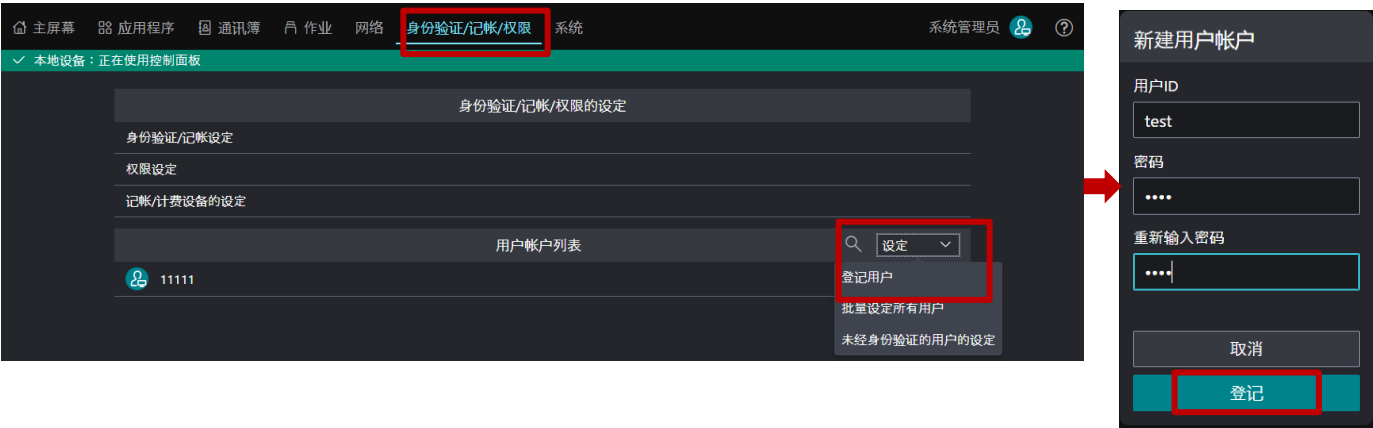 主屏幕 应用程序 通讯簿 作业 网络 身份验证/记帐/权限 系统 系统管理员
本地设备：正在使用控制面板
身份验证/记帐/权限的设定
身份验证/记帐设定
权限设定
记帐/计费设备的设定
用户帐户列表 设定
11111
登记用户
批量设定所有用户
未经身份验证的用户的设定
新建用户帐户
用户ID
test
密码
••••
重新输入密码
••••
取消
登记